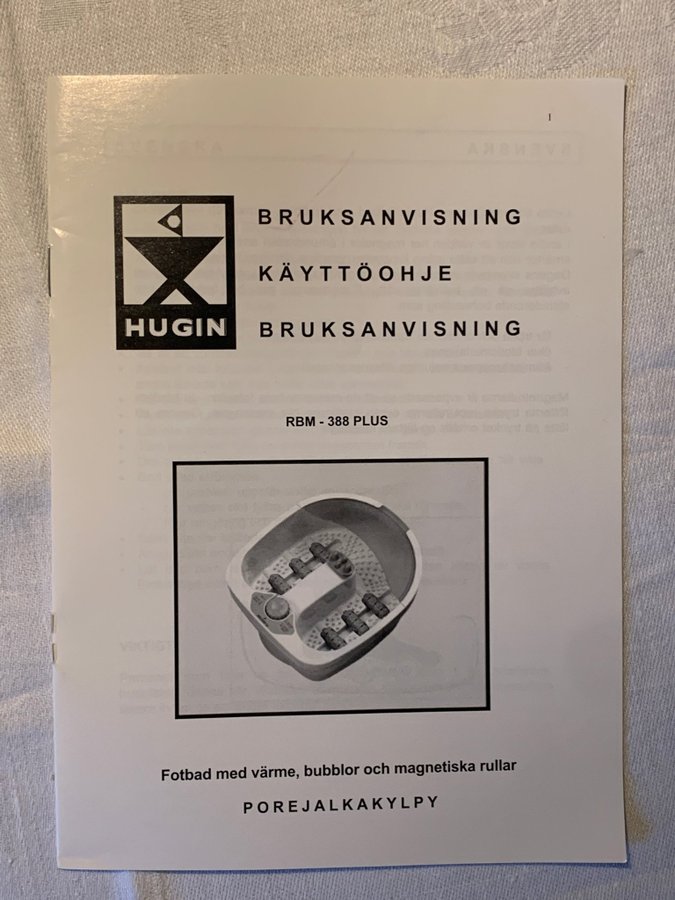 1
BRUKSANVISNING
KÄYTTÖOHJE
HUGIN
BRUKSANVISNING
RBM - 388 PLUS
Fotbad med värme, bubblor och magnetiska rullar
POREJALKAKYLPY